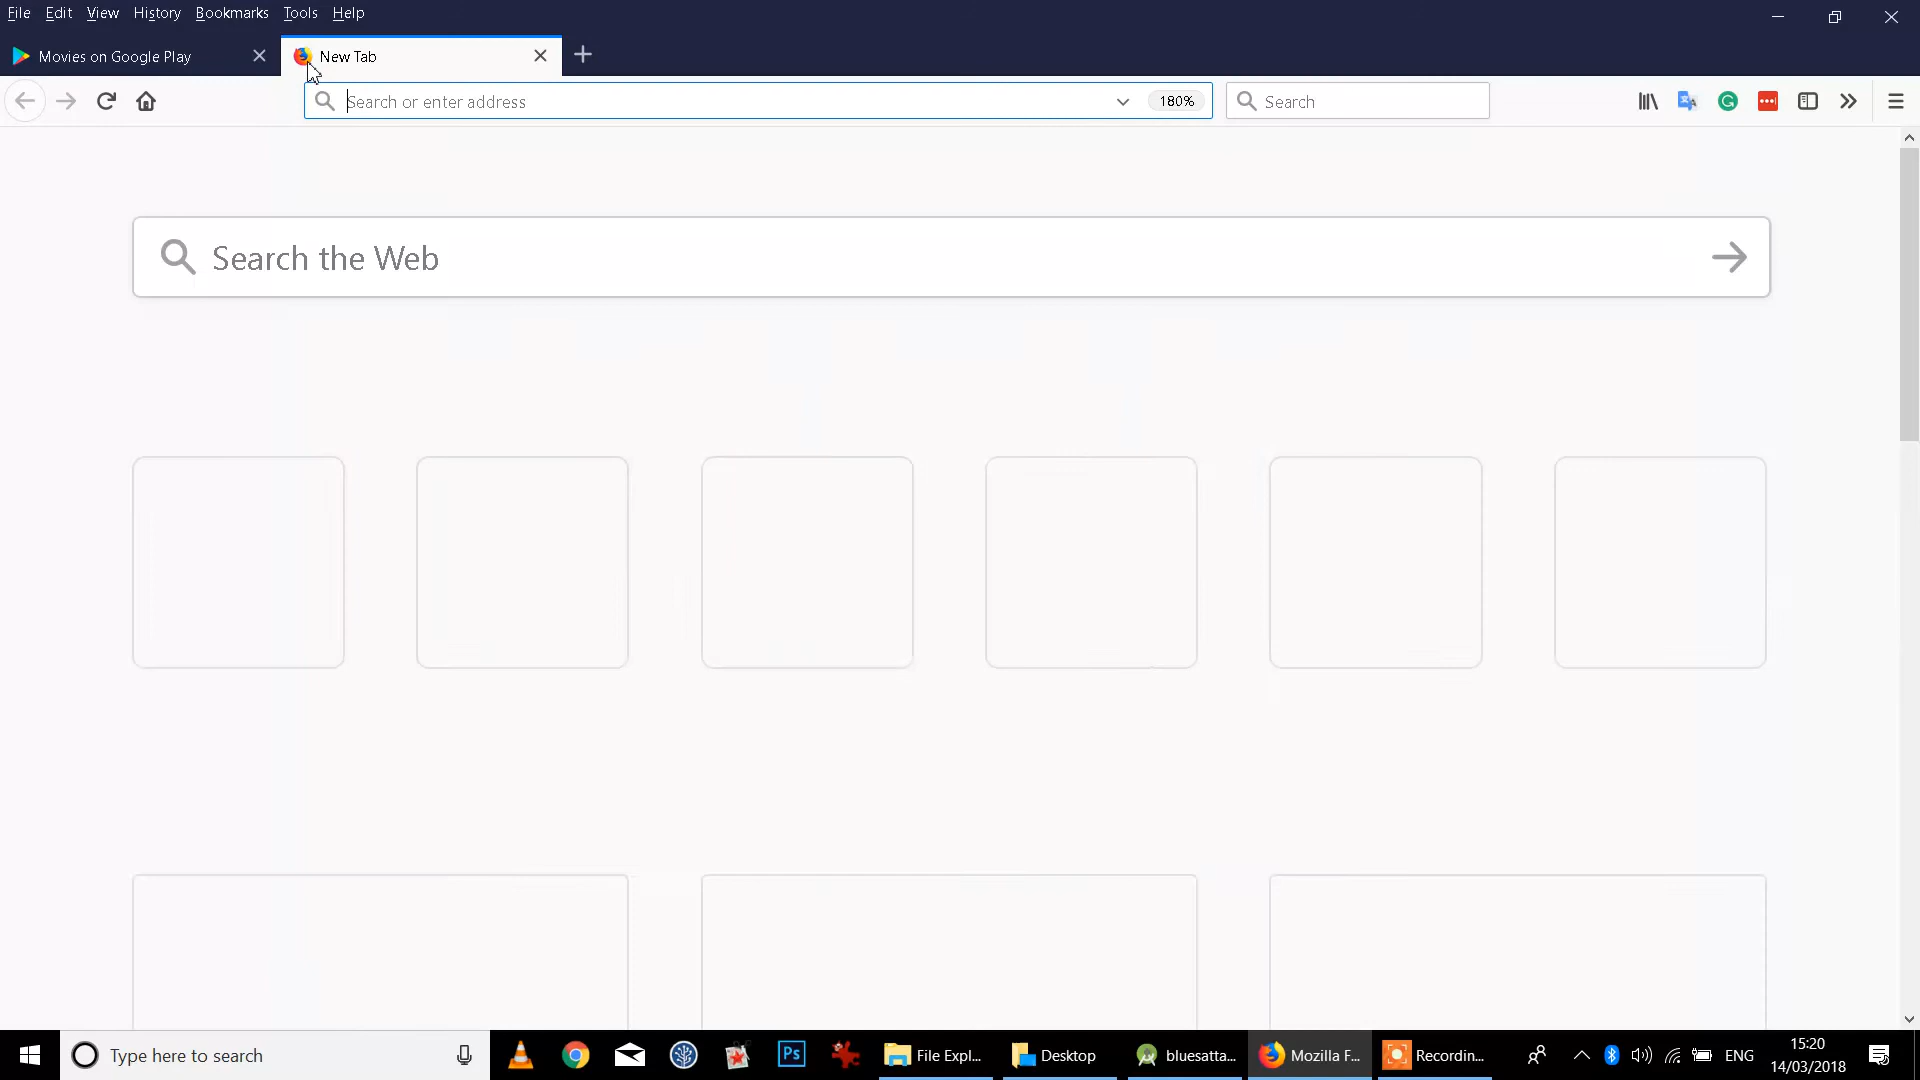 File Edit View History Bookmarks Tools Help
Movies on Google Play
New Tab
Search or enter address
180%
Search
Search the Web
Type here to search
Ps
File Expl...
Desktop
bluesatta...
Mozilla F...
Recordin...
ENG
15:20
14/03/2018